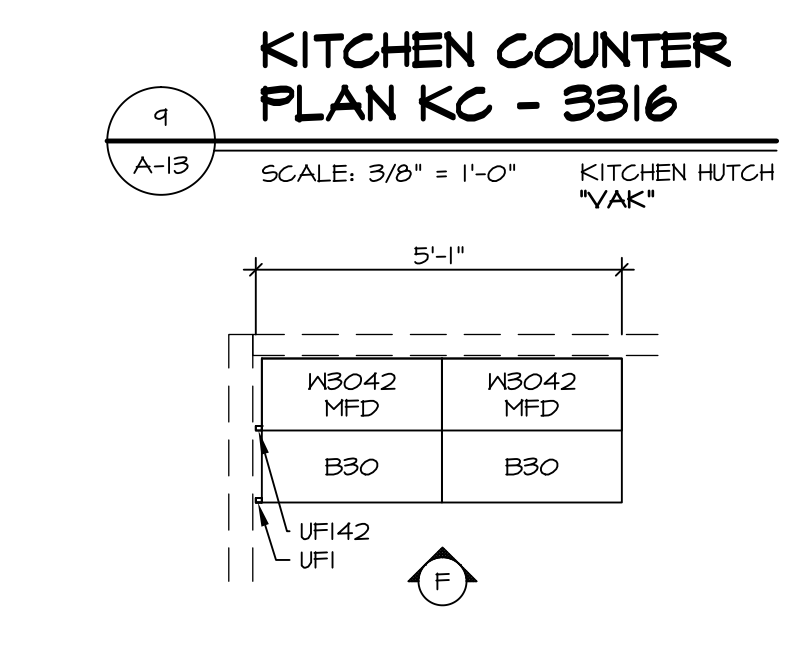 KITCHEN COUNTER
PLAN KC - 3316
9
A-13
SCALE: 3/8" = 1'-0"
KITCHEN HUTCH
"VAK"
5'-1"
W3042
MFD
W3042
MFD
B30
B30
UF142
UF1
F